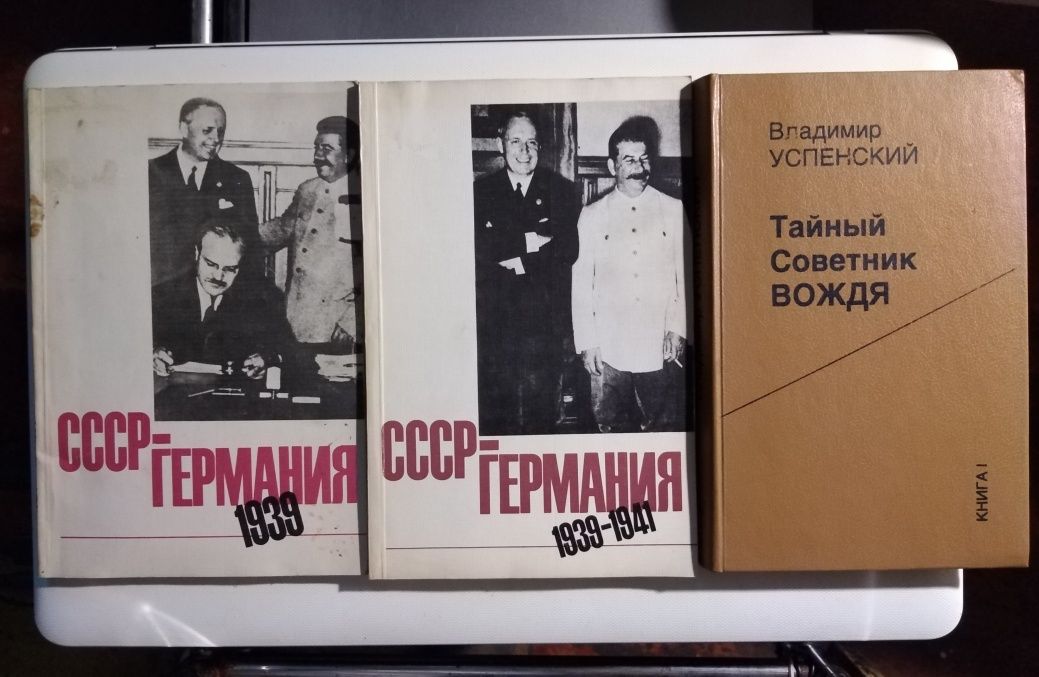 СССР-
ГЕРМАНИЯ
1939
СССР-
ГЕРМАНИЯ
1939-1941
Владимир
УСПЕНСКИЙ
Тайный
Советник
ВОЖДЯ
КНИГА I